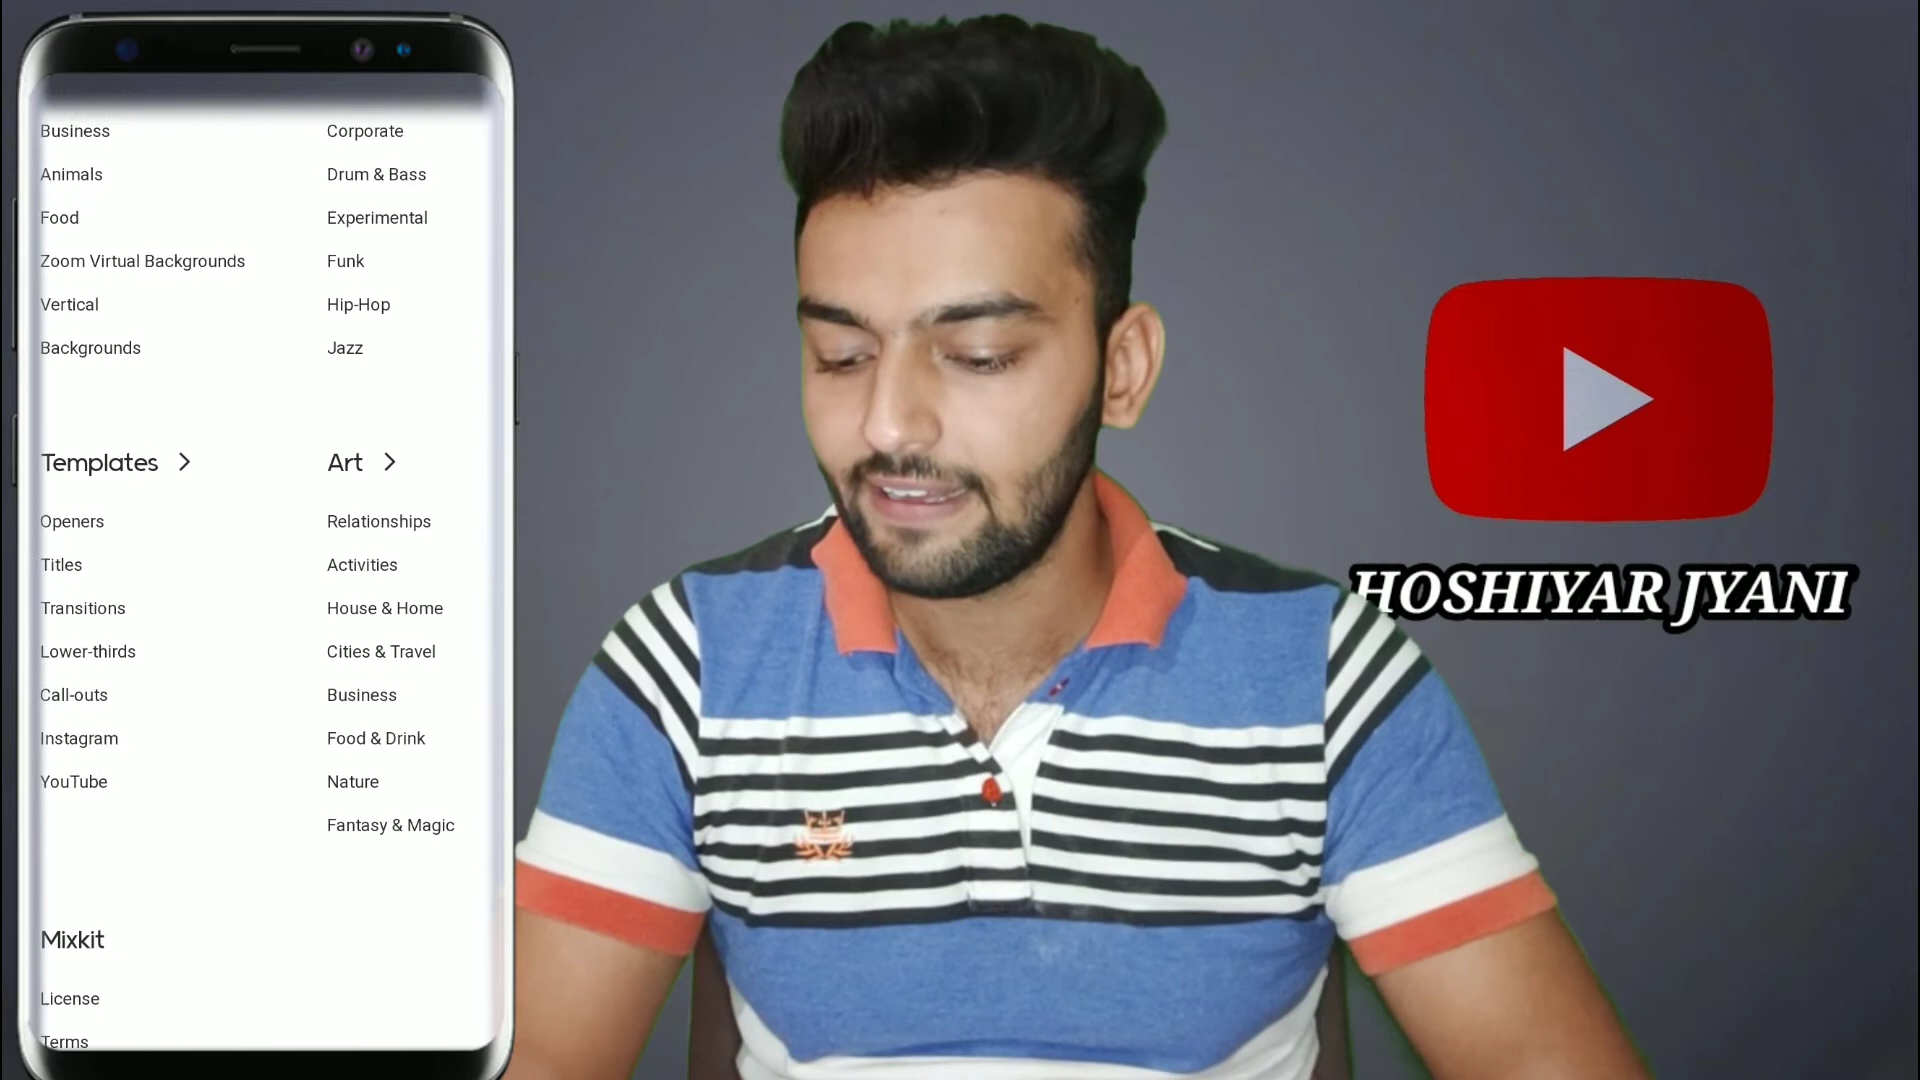 Business
Animals
Food
Zoom Virtual Backgrounds
Vertical
Backgrounds
Corporate
Drum & Bass
Experimental
Funk
Hip-Hop
Jazz
Templates
Openers
Titles
Transitions
Lower-thirds
Call-outs
Instagram
YouTube
Art
Relationships
Activities
House & Home
Cities & Travel
Business
Food & Drink
Nature
Fantasy & Magic
Mixkit
License
Terms
HOSHIYAR JYANI